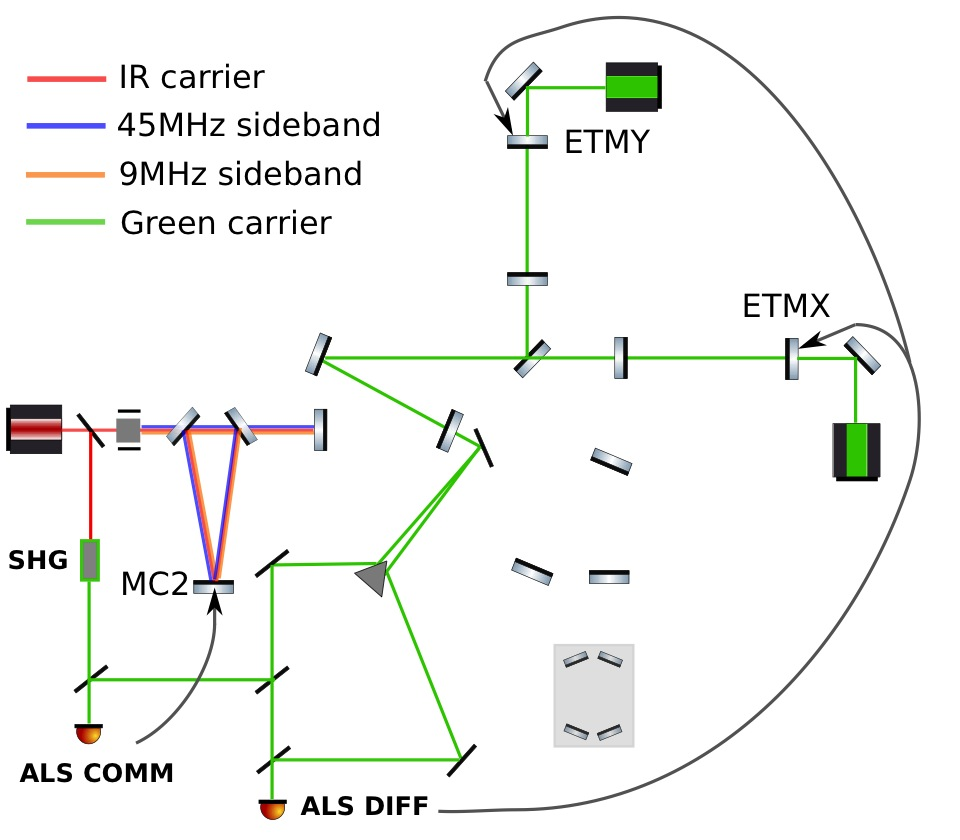 IR carrier
45MHz sideband
9MHz sideband
Green carrier
ETMY
ETMX
SHG
MC2
ALS COMM
ALS DIFF